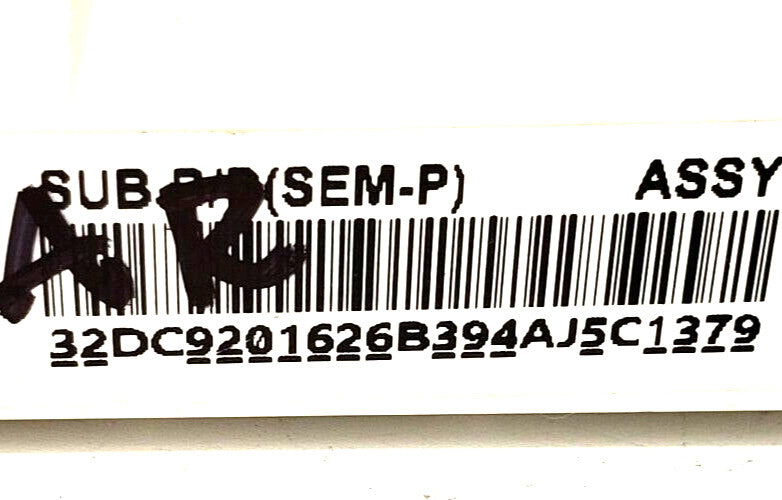 SUB P/P(SEM-P) ASSY
AR
32DC9201626B394AJ5C1379